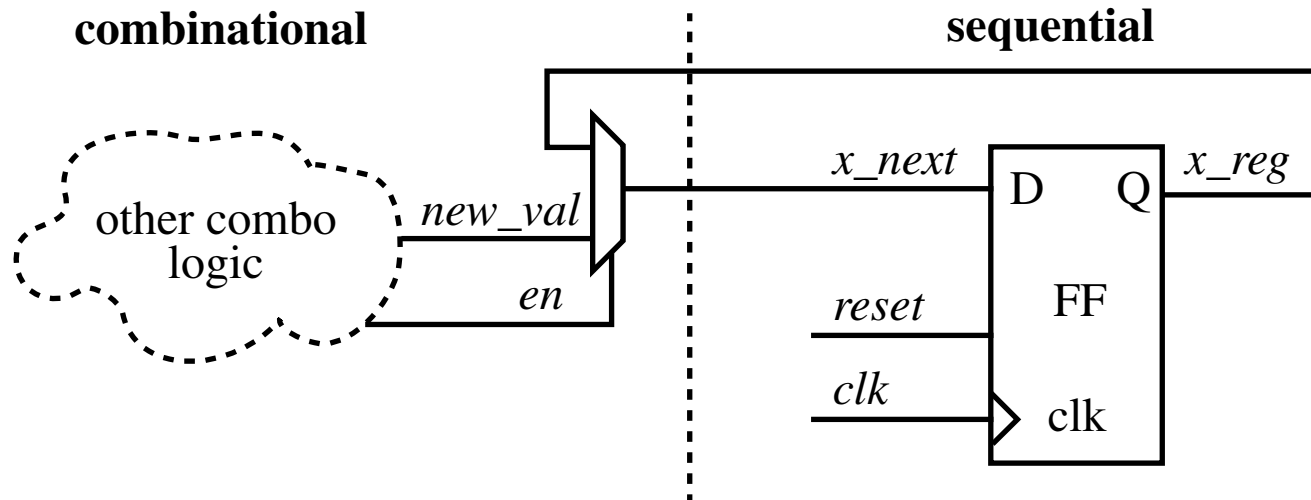 combinational
sequential
x_next
x_reg
D
Q
other combo
logic
new_val
en
reset
FF
clk
clk